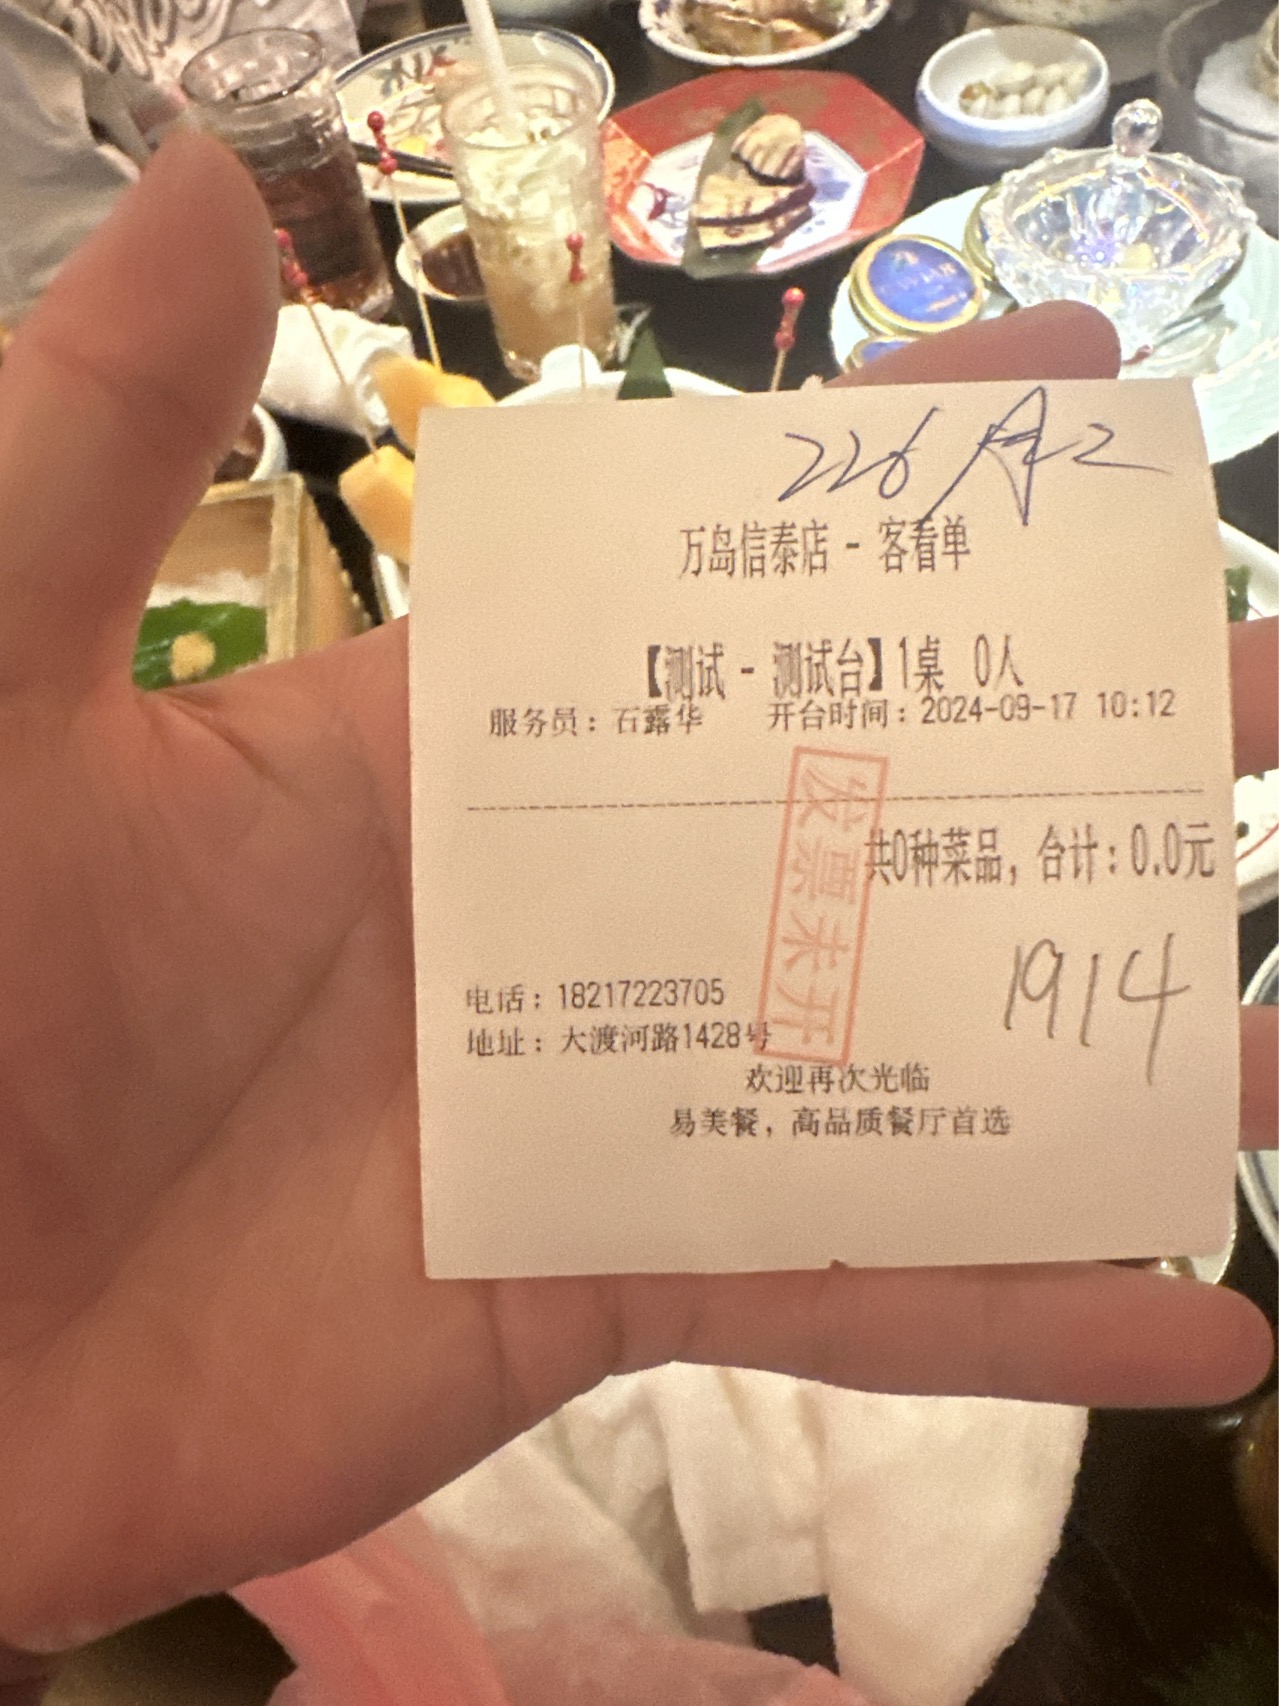 226 月2
万岛信泰店 - 客看单
【测试 - 测试台】1桌 0人
服务员：石露华 开台时间：2024-09-17 10:12
共0种菜品，合计：0.0元
发票未开
1914
电话：18217223705
地址：大渡河路1428号
欢迎再次光临
易美餐，高品质餐厅首选